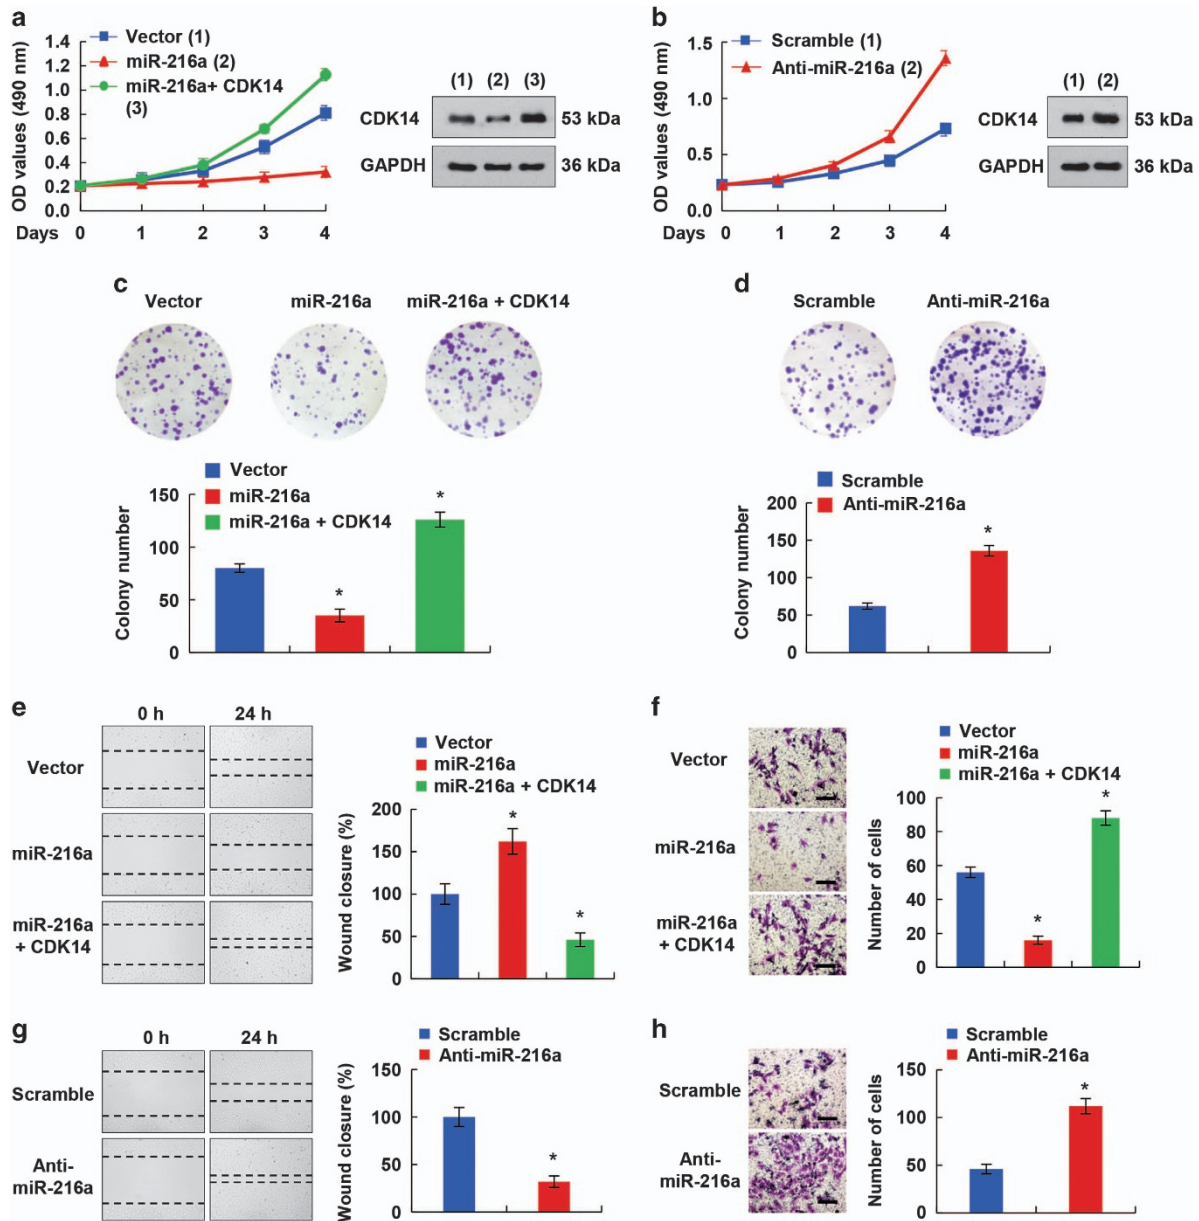 a
OD values (490 nm)
1.4
1.2
1.0
0.8
0.6
0.4
0.2
0.0
Vector (1)
miR-216a (2)
miR-216a+ CDK14
(3)
Days 0 1 2 3 4
(1) (2) (3)
CDK14 53 kDa
GAPDH 36 kDa
b
OD values (490 nm)
1.5
1.0
0.5
0.0
Scramble (1)
Anti-miR-216a (2)
Days 0 1 2 3 4
(1) (2)
CDK14 53 kDa
GAPDH 36 kDa
c
Vector miR-216a miR-216a + CDK14
Vector
miR-216a
miR-216a + CDK14
Colony number
150
100
50
0
*
*
d
Scramble Anti-miR-216a
Scramble
Anti-miR-216a
Colony number
200
150
100
50
0
*
e
0 h 24 h
Vector
miR-216a
miR-216a
+ CDK14
Vector
miR-216a
miR-216a + CDK14
Wound closure (%)
200
150
100
50
0
*
*
f
Vector
miR-216a
miR-216a
+ CDK14
Vector
miR-216a
miR-216a + CDK14
Number of cells
100
80
60
40
20
0
*
*
g
0 h 24 h
Scramble
Anti-
miR-216a
Scramble
Anti-miR-216a
Wound closure (%)
200
150
100
50
0
*
h
Scramble
Anti-
miR-216a
Scramble
Anti-miR-216a
Number of cells
150
100
50
0
*